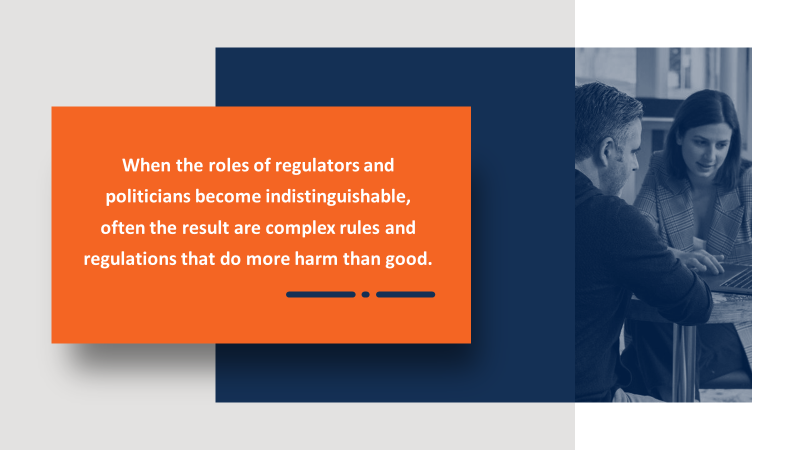 When the roles of regulators and
politicians become indistinguishable,
often the result are complex rules and
regulations that do more harm than good.